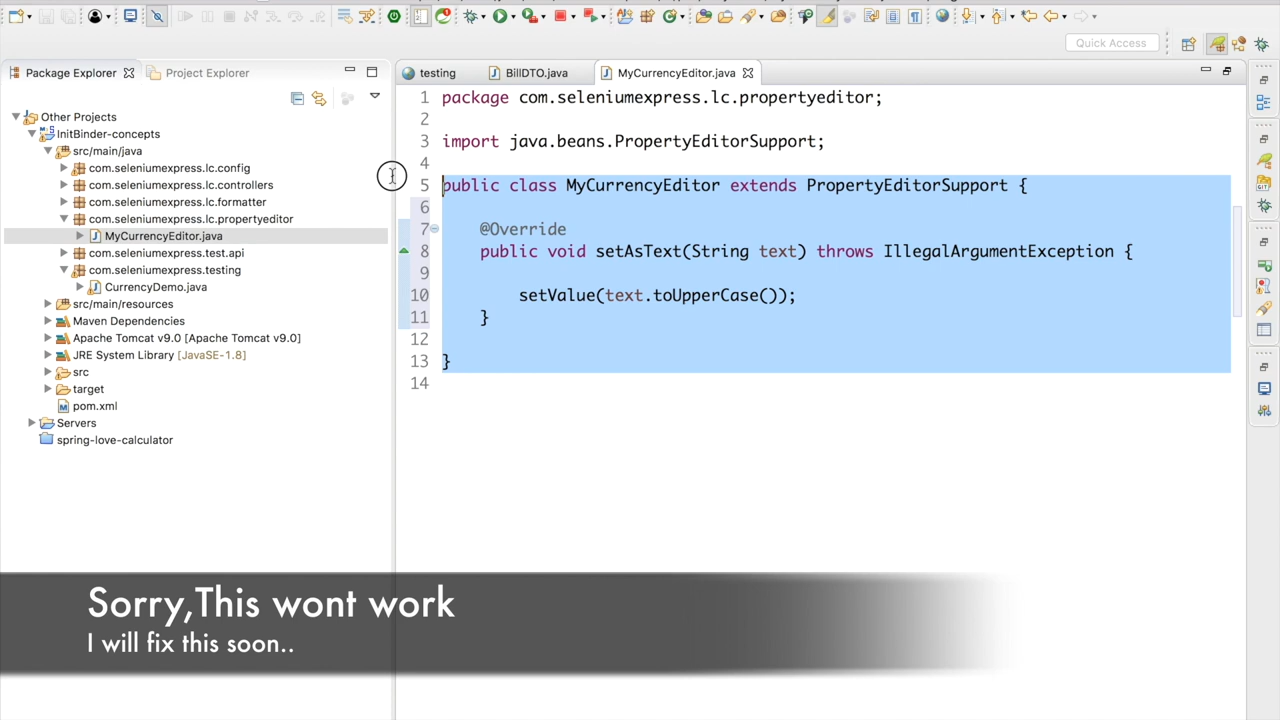 Quick Access
Package Explorer
Project Explorer
testing
BillDTO.java
MyCurrencyEditor.java
Other Projects
InitBinder-concepts
src/main/java
com.seleniumexpress.lc.config
com.seleniumexpress.lc.controllers
com.seleniumexpress.lc.formatter
com.seleniumexpress.lc.propertyeditor
MyCurrencyEditor.java
com.seleniumexpress.test.api
com.seleniumexpress.testing
CurrencyDemo.java
src/main/resources
Maven Dependencies
Apache Tomcat v9.0 [Apache Tomcat v9.0]
JRE System Library [JavaSE-1.8]
src
target
pom.xml
Servers
spring-love-calculator
1 package com.seleniumexpress.lc.propertyeditor;
2
3 import java.beans.PropertyEditorSupport;
4
5 public class MyCurrencyEditor extends PropertyEditorSupport {
6
7 @Override
8 public void setAsText(String text) throws IllegalArgumentException {
9
10 setValue(text.toUpperCase());
11 }
12
13 }
14
Sorry,This wont work
I will fix this soon..